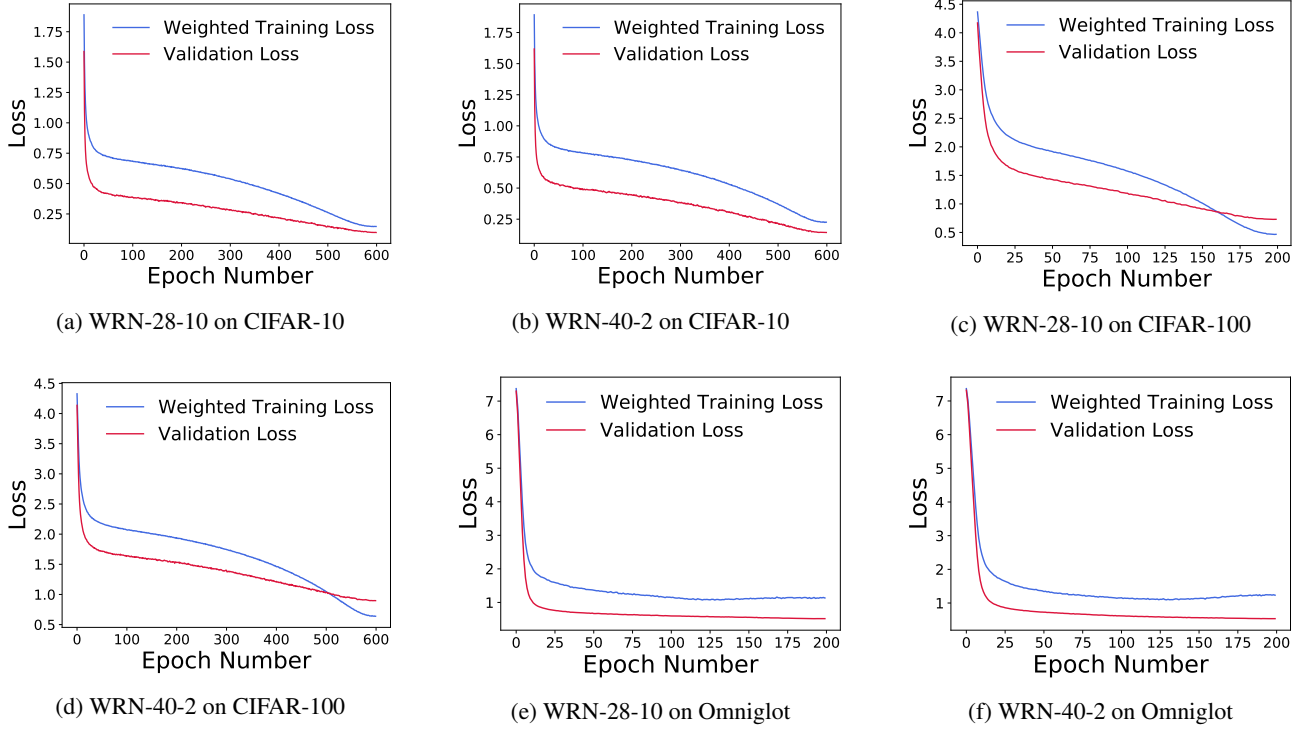 1.75
1.50
1.25
1.00
0.75
0.50
0.25
Loss
Weighted Training Loss
Validation Loss
0 100 200 300 400 500 600
Epoch Number
(a) WRN-28-10 on CIFAR-10
1.75
1.50
1.25
1.00
0.75
0.50
0.25
Loss
Weighted Training Loss
Validation Loss
0 100 200 300 400 500 600
Epoch Number
(b) WRN-40-2 on CIFAR-10
4.5
4.0
3.5
3.0
2.5
2.0
1.5
1.0
0.5
Loss
Weighted Training Loss
Validation Loss
0 25 50 75 100 125 150 175 200
Epoch Number
(c) WRN-28-10 on CIFAR-100
4.5
4.0
3.5
3.0
2.5
2.0
1.5
1.0
0.5
Loss
Weighted Training Loss
Validation Loss
0 100 200 300 400 500 600
Epoch Number
(d) WRN-40-2 on CIFAR-100
7
6
5
4
3
2
1
Loss
Weighted Training Loss
Validation Loss
0 25 50 75 100 125 150 175 200
Epoch Number
(e) WRN-28-10 on Omniglot
7
6
5
4
3
2
1
Loss
Weighted Training Loss
Validation Loss
0 25 50 75 100 125 150 175 200
Epoch Number
(f) WRN-40-2 on Omniglot